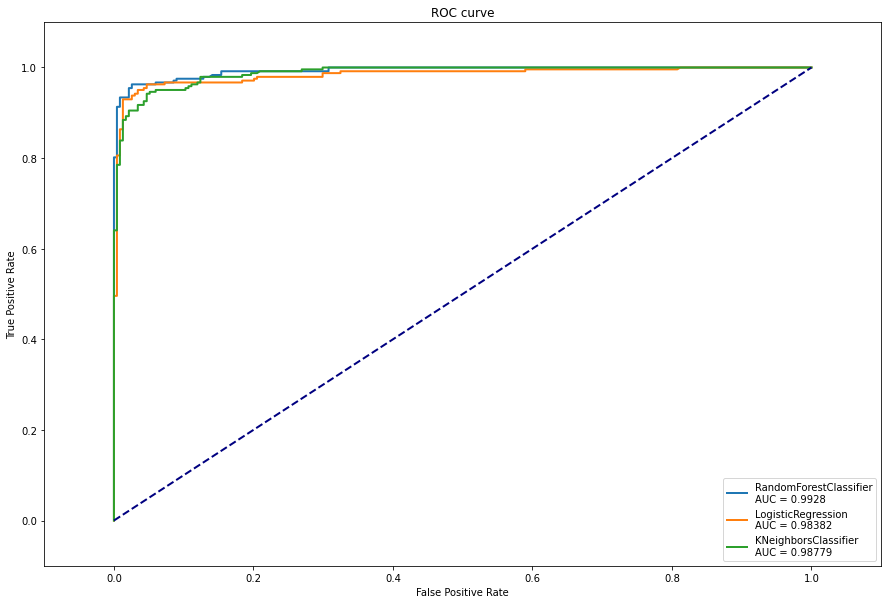 ROC curve
True Positive Rate
1.0
0.8
0.6
0.4
0.2
0.0
RandomForestClassifier
AUC = 0.9928
LogisticRegression
AUC = 0.98382
KNeighborsClassifier
AUC = 0.98779
0.0 0.2 0.4 0.6 0.8 1.0
False Positive Rate